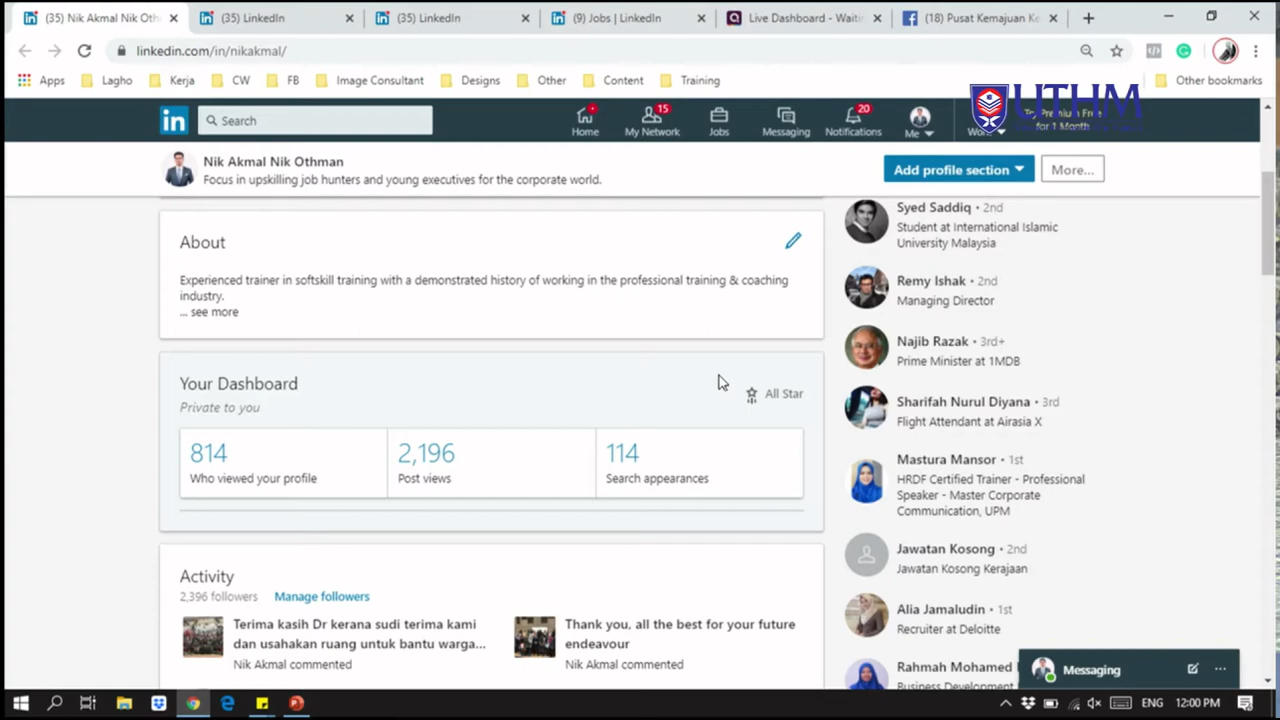 (35) Nik Akmal Nik Oth
(35) LinkedIn
(35) LinkedIn
(9) Jobs | LinkedIn
Live Dashboard - Waiti
(18) Pusat Kemajuan Ke
linkedin.com/in/nikakmal/
Apps
Lagho
Kerja
CW
FB
Image Consultant
Designs
Other
Content
Training
Other bookmarks
in
Search
Home
15
My Network
Jobs
Messaging
20
Notifications
Me
UTHM
Premium Free
for 1 Month
Nik Akmal Nik Othman
Focus in upskilling job hunters and young executives for the corporate world.
Add profile section
More...
About
Experienced trainer in softskill training with a demonstrated history of working in the professional training & coaching
industry.
... see more
Your Dashboard
Private to you
All Star
814
Who viewed your profile
2,196
Post views
114
Search appearances
Activity
2,396 followers
Manage followers
Terima kasih Dr kerana sudi terima kami
dan usahakan ruang untuk bantu warga...
Nik Akmal commented
Thank you, all the best for your future
endeavour
Nik Akmal commented
Syed Saddiq • 2nd
Student at International Islamic
University Malaysia
Remy Ishak • 2nd
Managing Director
Najib Razak • 3rd+
Prime Minister at 1MDB
Sharifah Nurul Diyana • 3rd
Flight Attendant at Airasia X
Mastura Mansor • 1st
HRDF Certified Trainer - Professional
Speaker - Master Corporate
Communication, UPM
Jawatan Kosong • 2nd
Jawatan Kosong Kerajaan
Alia Jamaludin • 1st
Recruiter at Deloitte
Rahmah Mohamed
Business Development
Messaging
ENG
12:00 PM